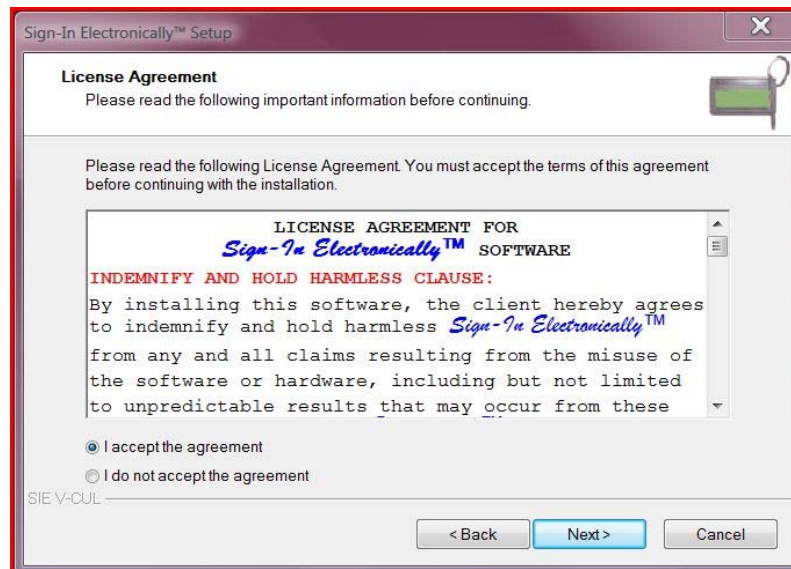 Sign-In Electronically™ Setup
License Agreement
Please read the following important information before continuing.
Please read the following License Agreement. You must accept the terms of this agreement
before continuing with the installation.
LICENSE AGREEMENT FOR
Sign-In Electronically™ SOFTWARE
INDEMNIFY AND HOLD HARMLESS CLAUSE:
By installing this software, the client hereby agrees
to indemnify and hold harmless Sign-In Electronically™
from any and all claims resulting from the misuse of
the software or hardware, including but not limited
to unpredictable results that may occur from these
I accept the agreement
I do not accept the agreement
SIE V-CUL
< Back
Next >
Cancel